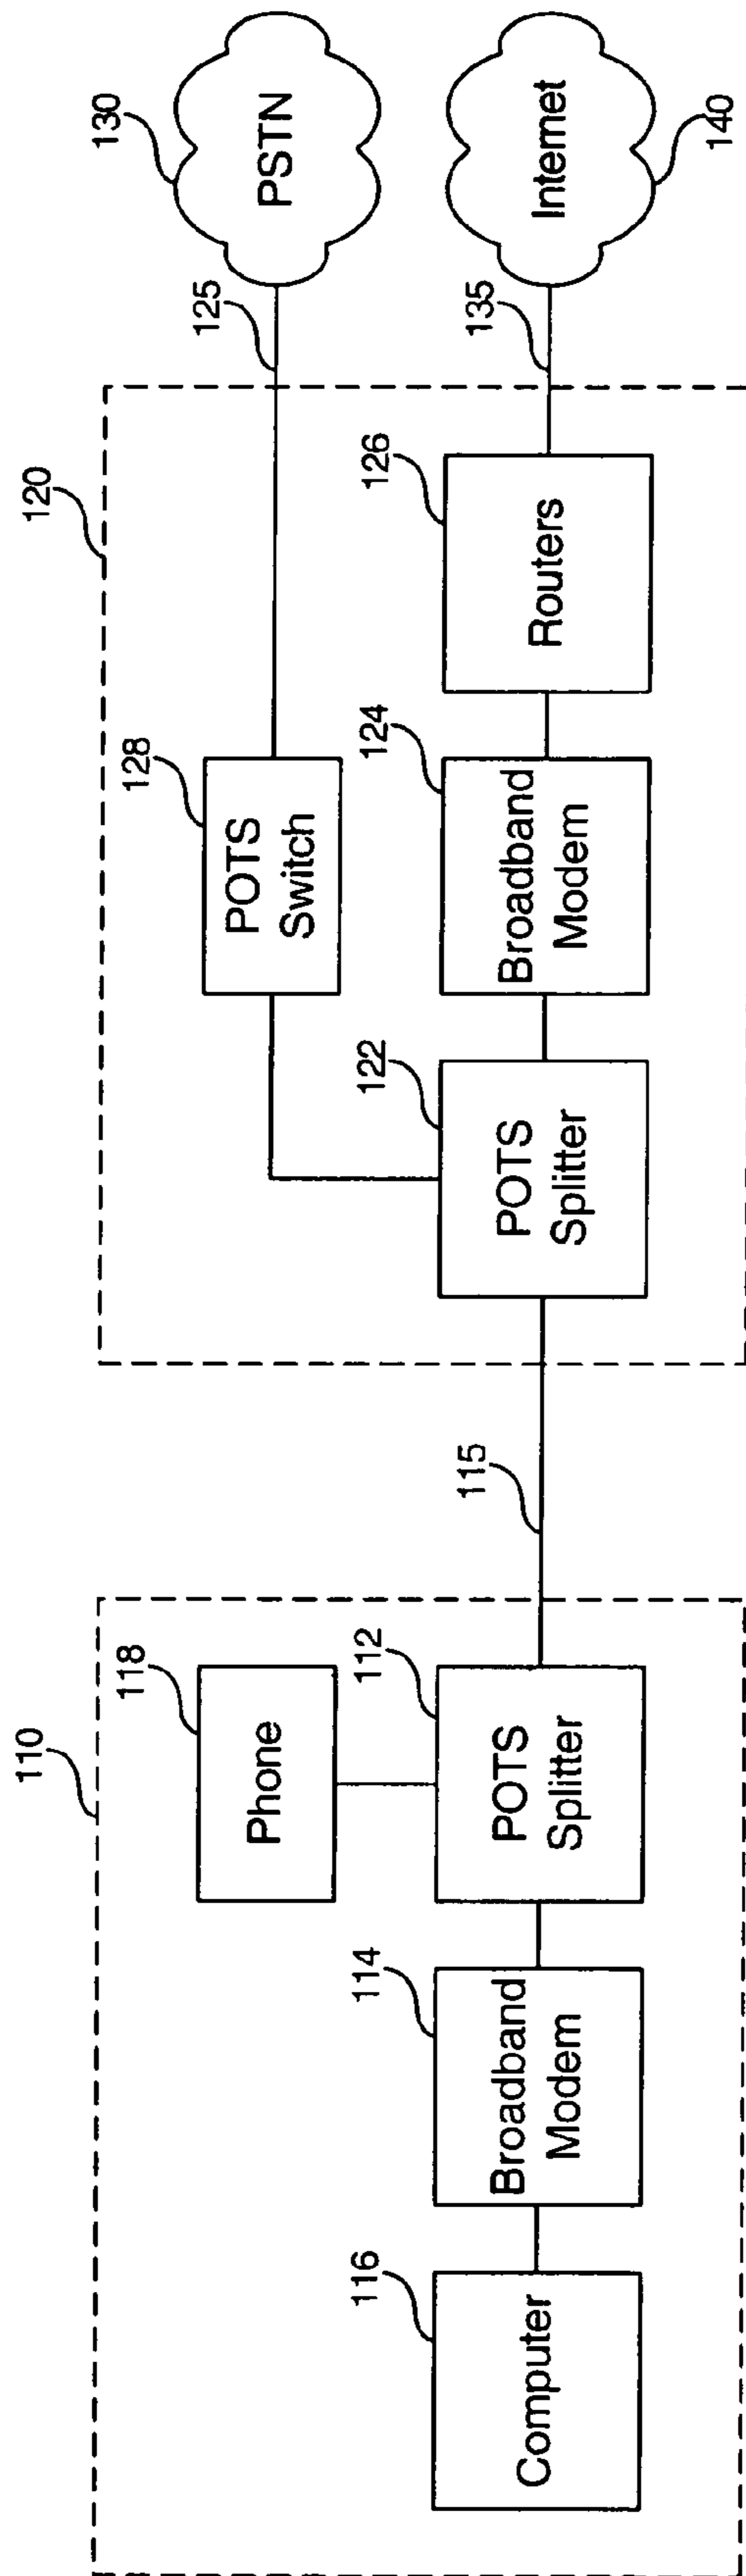 110
118
Phone
116
Computer
114
Broadband
Modem
112
POTS
Splitter
115
120
128
POTS
Switch
122
POTS
Splitter
124
Broadband
Modem
126
Routers
125
130
PSTN
135
Internet
140